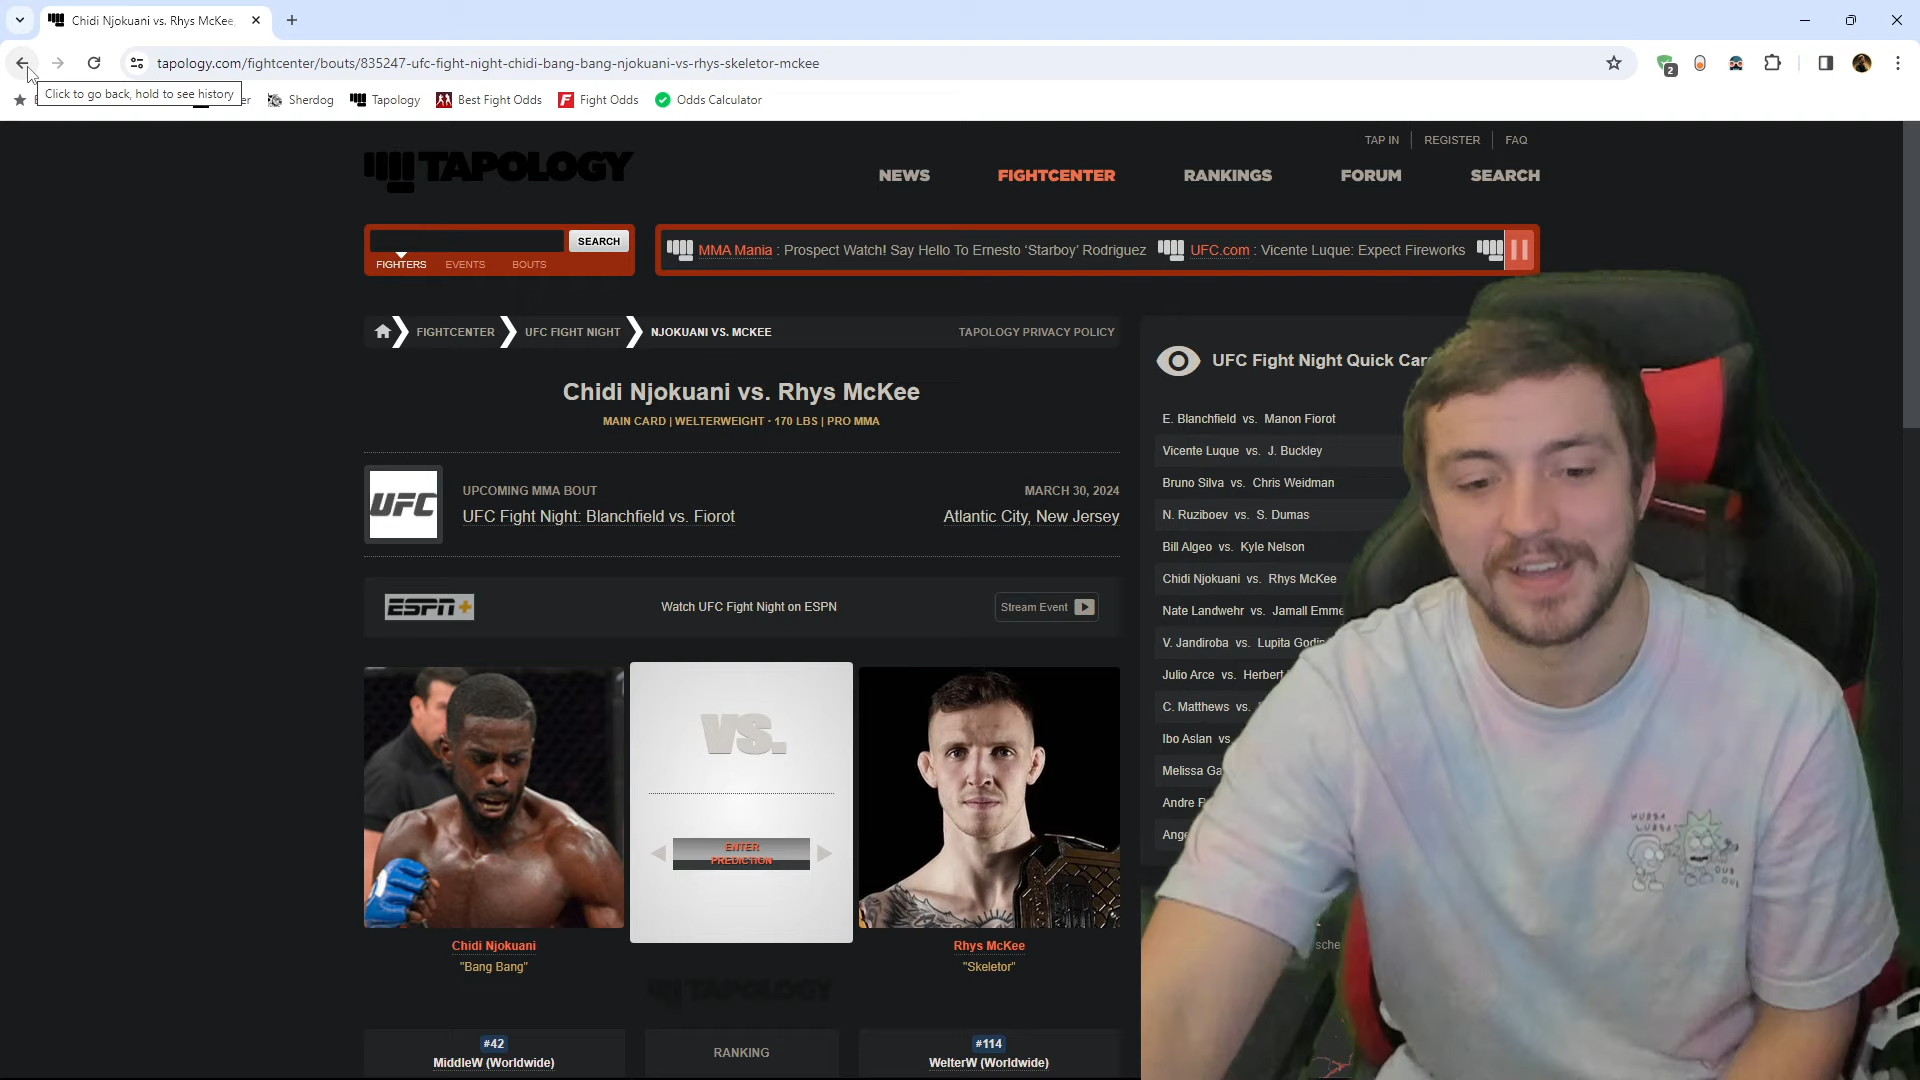 Chidi Njokuani vs. Rhys McKee
tapology.com/fightcenter/bouts/835247-ufc-fight-night-chidi-bang-bang-njokuani-vs-rhys-skeletor-mckee
2
Click to go back, hold to see history
Sherdog
Tapology
Best Fight Odds
Fight Odds
Odds Calculator
TAP IN
REGISTER
FAQ
TAPOLOGY
NEWS
FIGHTCENTER
RANKINGS
FORUM
SEARCH
SEARCH
FIGHTERS
EVENTS
BOUTS
MMA Mania : Prospect Watch! Say Hello To Ernesto ‘Starboy’ Rodriguez
UFC.com : Vicente Luque: Expect Fireworks
FIGHTCENTER
UFC FIGHT NIGHT
NJOKUANI VS. MCKEE
TAPOLOGY PRIVACY POLICY
Chidi Njokuani vs. Rhys McKee
MAIN CARD | WELTERWEIGHT · 170 LBS | PRO MMA
UFC
UPCOMING MMA BOUT
MARCH 30, 2024
UFC Fight Night: Blanchfield vs. Fiorot
Atlantic City, New Jersey
ESPN+
Watch UFC Fight Night on ESPN
Stream Event
VS.
ENTER
PREDICTION
Chidi Njokuani
"Bang Bang"
Rhys McKee
"Skeletor"
TAPOLOGY
#42
MiddleW (Worldwide)
RANKING
#114
WelterW (Worldwide)
UFC Fight Night Quick
E. Blanchfield vs. Manon Fiorot
Vicente Luque vs. J. Buckley
Bruno Silva vs. Chris Weidman
N. Ruziboev vs. S. Dumas
Bill Algeo vs. Kyle Nelson
Chidi Njokuani vs. Rhys McKee
Nate Landwehr vs. Jamall Emme
V. Jandiroba vs. Lupita
Julio Arce vs. Herbert
C. Matthews vs.
Ibo Aslan vs.
Melissa Ga
Andre
Ange
sche
WUBBA
LUBBA
DUB
DUB